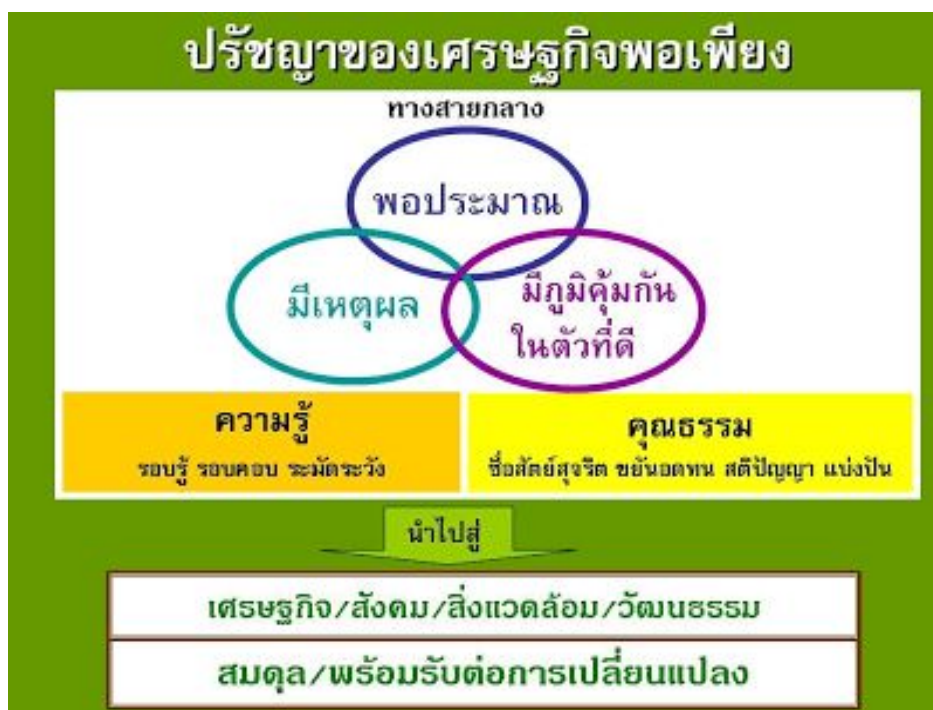 ปรัชญาของเศรษฐกิจพอเพียง
ทางสายกลาง
พอประมาณ
มีเหตุผล
มีภูมิคุ้มกัน
ในตัวที่ดี
ความรู้
รอบรู้ รอบคอบ ระมัดระวัง
คุณธรรม
ซื่อสัตย์สุจริต ขยันอดทน สติปัญญา แบ่งปัน
นำไปสู่
เศรษฐกิจ/สังคม/สิ่งแวดล้อม/วัฒนธรรม
สมดุล/พร้อมรับต่อการเปลี่ยนแปลง